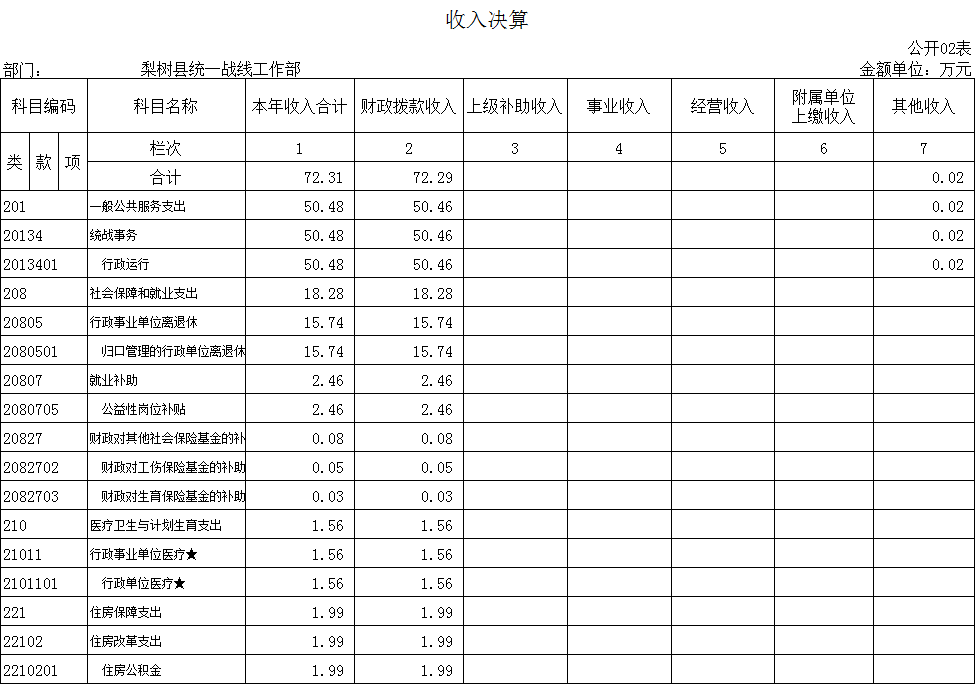 收入决算
公开02表
部门： 梨树县统一战线工作部 金额单位：万元
科目编码 科目名称 本年收入合计 财政拨款收入 上级补助收入 事业收入 经营收入 附属单位上缴收入 其他收入
类 款 项 栏次 1 2 3 4 5 6 7
合计 72.31 72.29 0.02
201 一般公共服务支出 50.48 50.46 0.02
20134 统战事务 50.48 50.46 0.02
2013401 行政运行 50.48 50.46 0.02
208 社会保障和就业支出 18.28 18.28
20805 行政事业单位离退休 15.74 15.74
2080501 归口管理的行政单位离退休 15.74 15.74
20807 就业补助 2.46 2.46
2080705 公益性岗位补贴 2.46 2.46
20827 财政对其他社会保险基金的补 0.08 0.08
2082702 财政对工伤保险基金的补助 0.05 0.05
2082703 财政对生育保险基金的补助 0.03 0.03
210 医疗卫生与计划生育支出 1.56 1.56
21011 行政事业单位医疗★ 1.56 1.56
2101101 行政单位医疗★ 1.56 1.56
221 住房保障支出 1.99 1.99
22102 住房改革支出 1.99 1.99
2210201 住房公积金 1.99 1.99